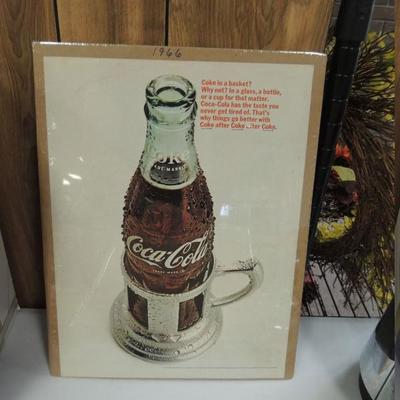 1966
Coke in a basket?
Why not? In a glass, a bottle,
or a cup for that matter.
Coca-Cola has the taste you
never get tired of. That's
why things go better with
Coke after Coke after Coke.
Coca-Cola